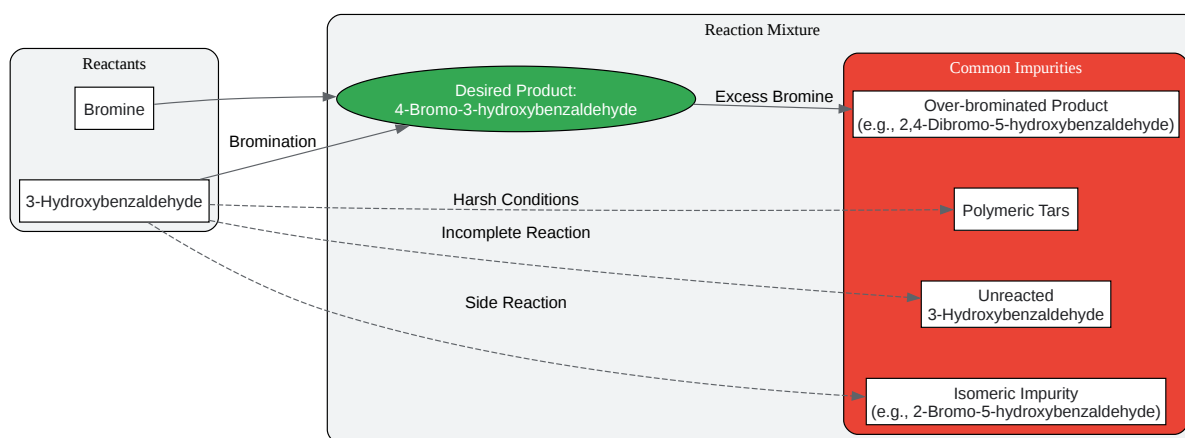 Reaction Mixture
Reactants
Common Impurities
Bromine
Desired Product:
4-Bromo-3-hydroxybenzaldehyde
Excess Bromine
Over-brominated Product
(e.g., 2,4-Dibromo-5-hydroxybenzaldehyde)
Bromination
3-Hydroxybenzaldehyde
Harsh Conditions
Polymeric Tars
Incomplete Reaction
Unreacted
3-Hydroxybenzaldehyde
Side Reaction
Isomeric Impurity
(e.g., 2-Bromo-5-hydroxybenzaldehyde)